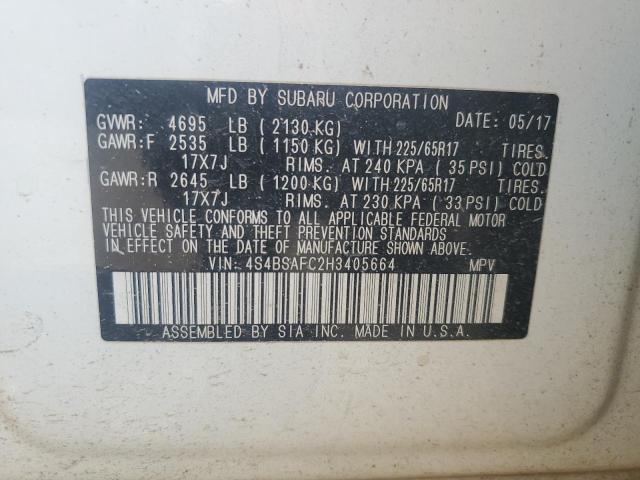 MFD BY SUBARU CORPORATION DATE: 05/17
GVWR: 4695 LB (2130 KG)
GAWR:F 2535 LB (1150 KG) WITH 225/65R17 TIRES.
17X7J RIMS. AT 240 KPA (35 PSI) COLD
GAWR:R 2645 LB (1200 KG) WITH 225/65R17 TIRES.
17X7J RIMS. AT 230 KPA (33 PSI) COLD
THIS VEHICLE CONFORMS TO ALL APPLICABLE FEDERAL MOTOR
VEHICLE SAFETY AND THEFT PREVENTION STANDARDS
IN EFFECT ON THE DATE OF MANUFACTURE SHOWN ABOVE.
VIN: 4S4BSAFC2H3405664 MPV
ASSEMBLED BY SIA INC. MADE IN U.S.A.